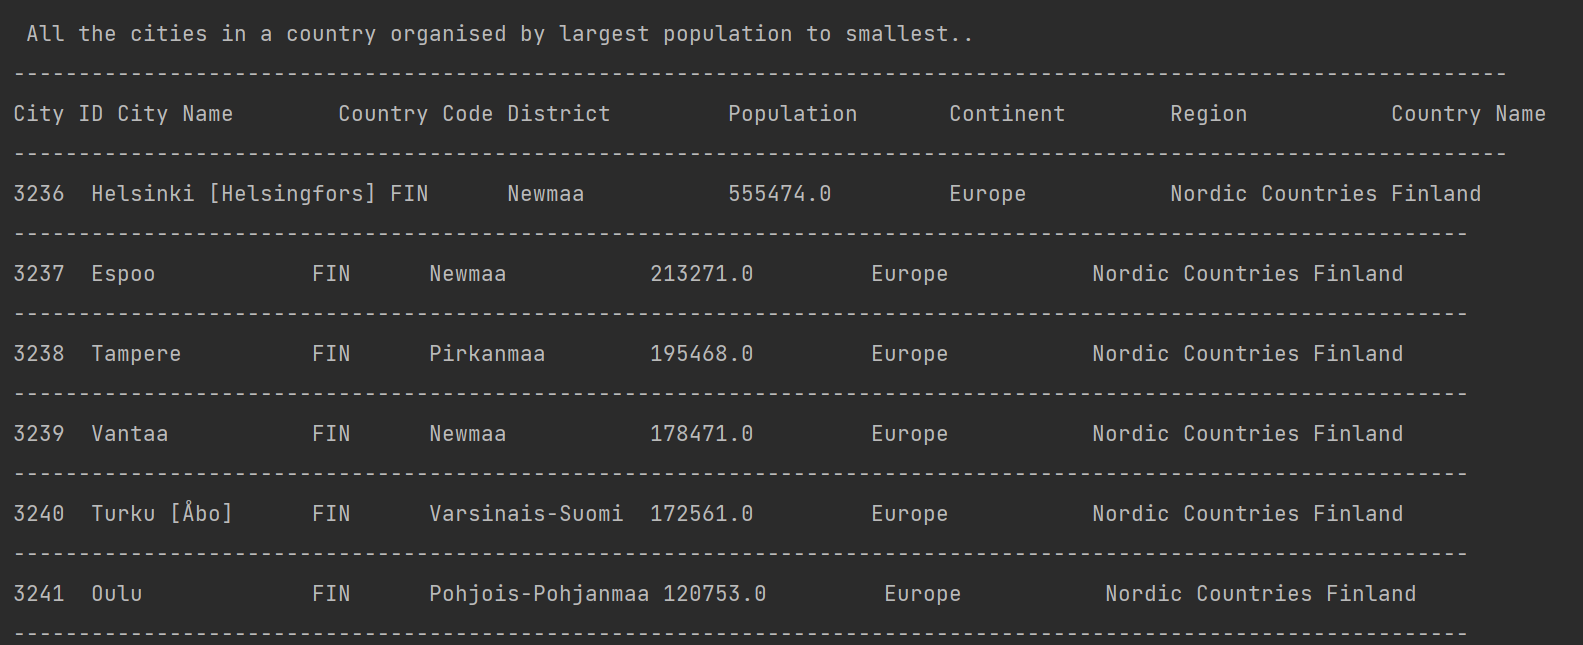 All the cities in a country organised by largest population to smallest..
-------------------------------------------------------------------------------------------------------------------
City ID City Name        Country Code District         Population       Continent        Region           Country Name
-------------------------------------------------------------------------------------------------------------------
3236  Helsinki [Helsingfors] FIN      Newmaa           555474.0         Europe           Nordic Countries Finland
----------------------------------------------------------------------------------------------------------------
3237  Espoo            FIN      Newmaa           213271.0         Europe           Nordic Countries Finland
----------------------------------------------------------------------------------------------------------------
3238  Tampere          FIN      Pirkanmaa        195468.0         Europe           Nordic Countries Finland
----------------------------------------------------------------------------------------------------------------
3239  Vantaa           FIN      Newmaa           178471.0         Europe           Nordic Countries Finland
----------------------------------------------------------------------------------------------------------------
3240  Turku [Åbo]      FIN      Varsinais-Suomi  172561.0         Europe           Nordic Countries Finland
----------------------------------------------------------------------------------------------------------------
3241  Oulu             FIN      Pohjois-Pohjanmaa 120753.0         Europe           Nordic Countries Finland
----------------------------------------------------------------------------------------------------------------